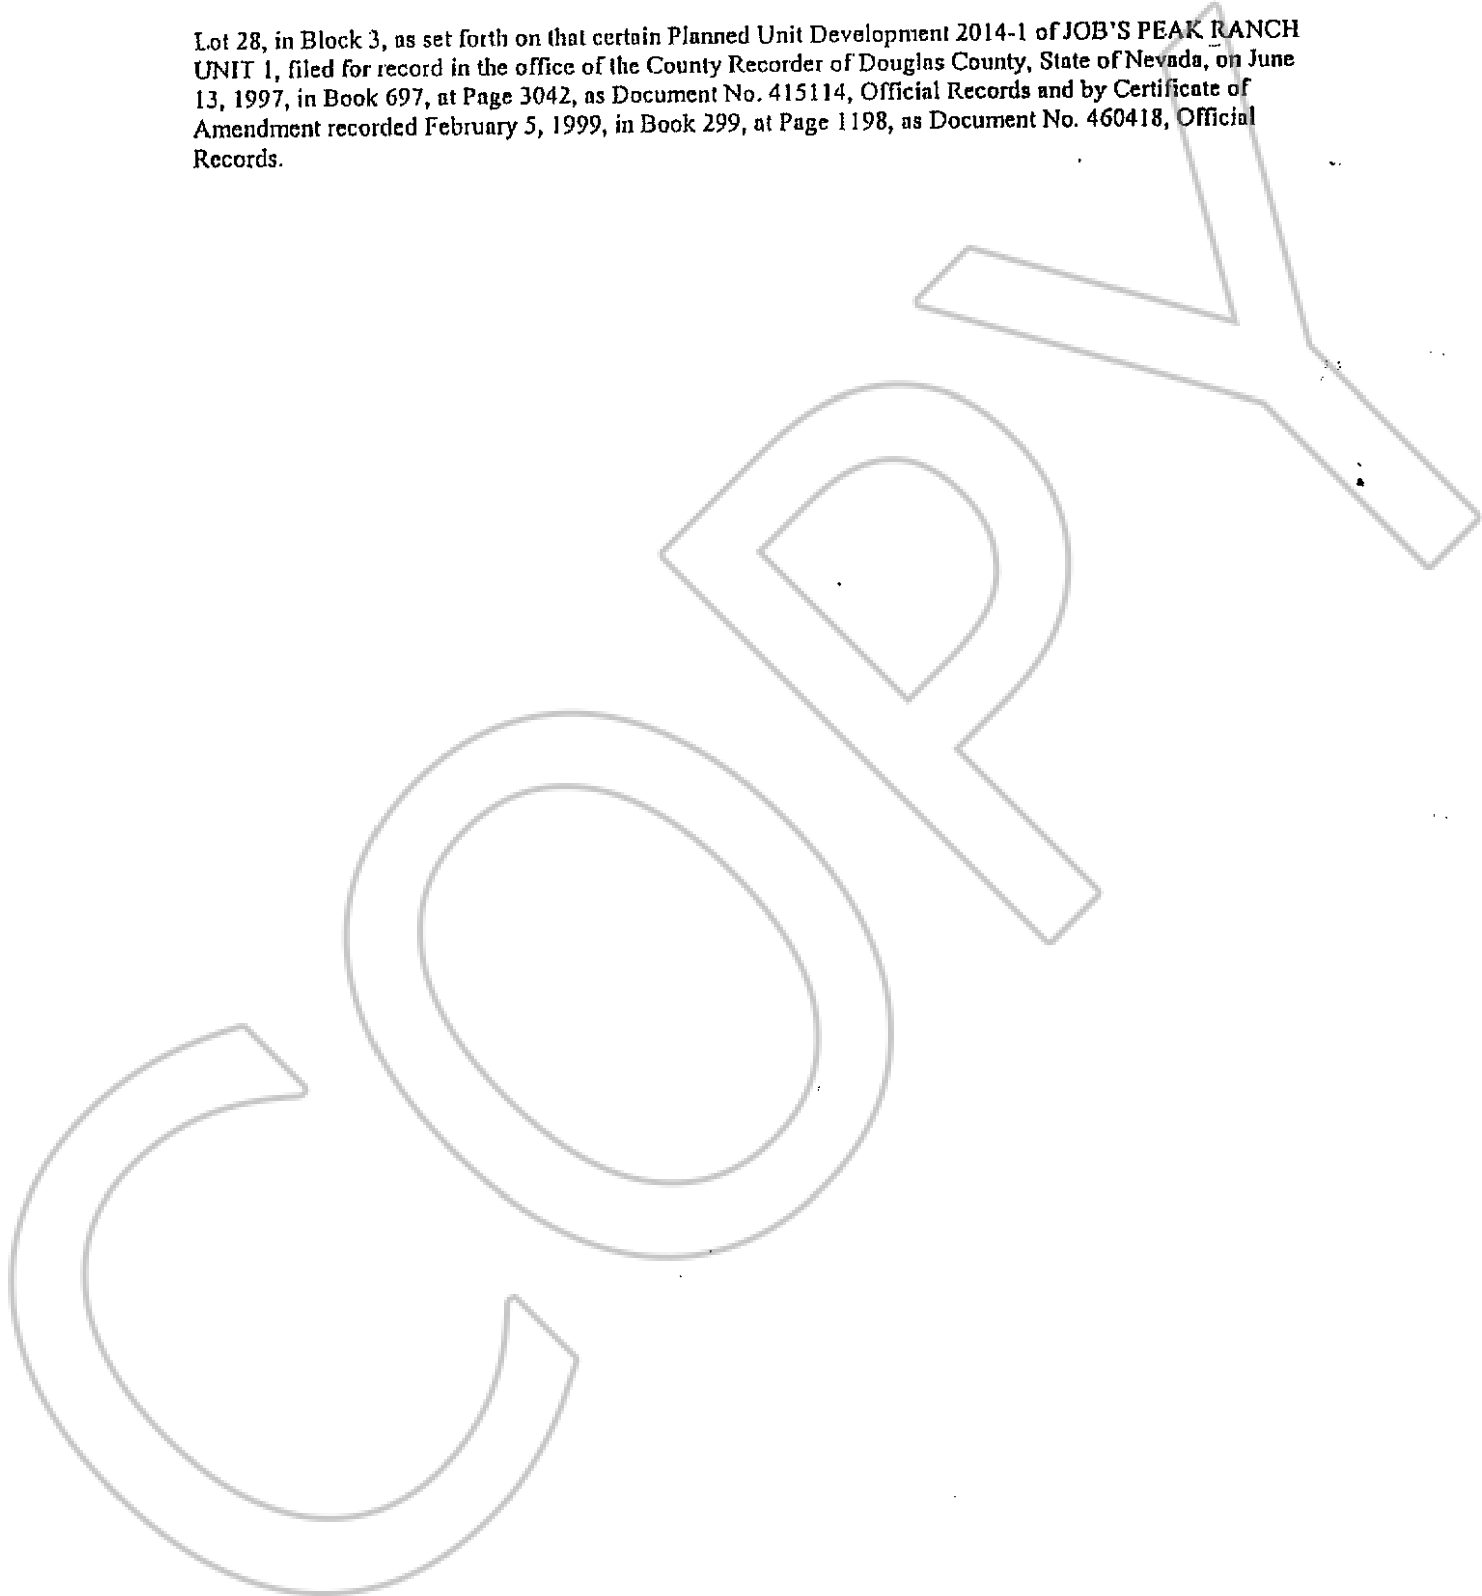 Lot 28, in Block 3, as set forth on that certain Planned Unit Development 2014-1 of JOB'S PEAK RANCH
UNIT 1, filed for record in the office of the County Recorder of Douglas County, State of Nevada, on June
13, 1997, in Book 697, at Page 3042, as Document No. 415114, Official Records and by Certificate of
Amendment recorded February 5, 1999, in Book 299, at Page 1198, as Document No. 460418, Official
Records.
COPY